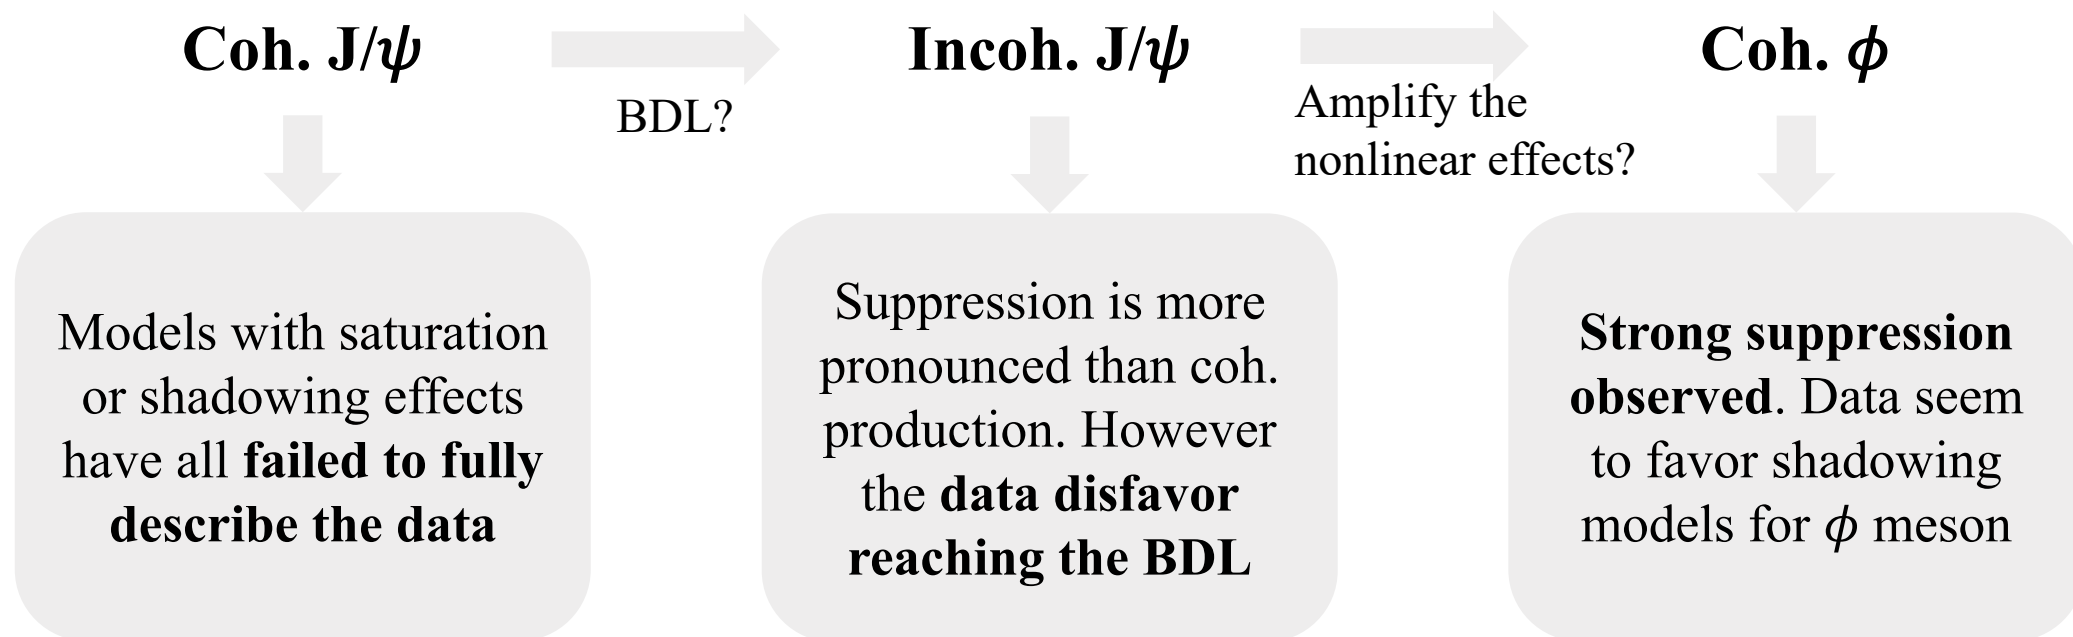 Coh. J/ψ
BDL?
Incoh. J/ψ
Amplify the
nonlinear effects?
Coh. ϕ
Models with saturation
or shadowing effects
have all failed to fully
describe the data
Suppression is more
pronounced than coh.
production. However
the data disfavor
reaching the BDL
Strong suppression
observed. Data seem
to favor shadowing
models for ϕ meson